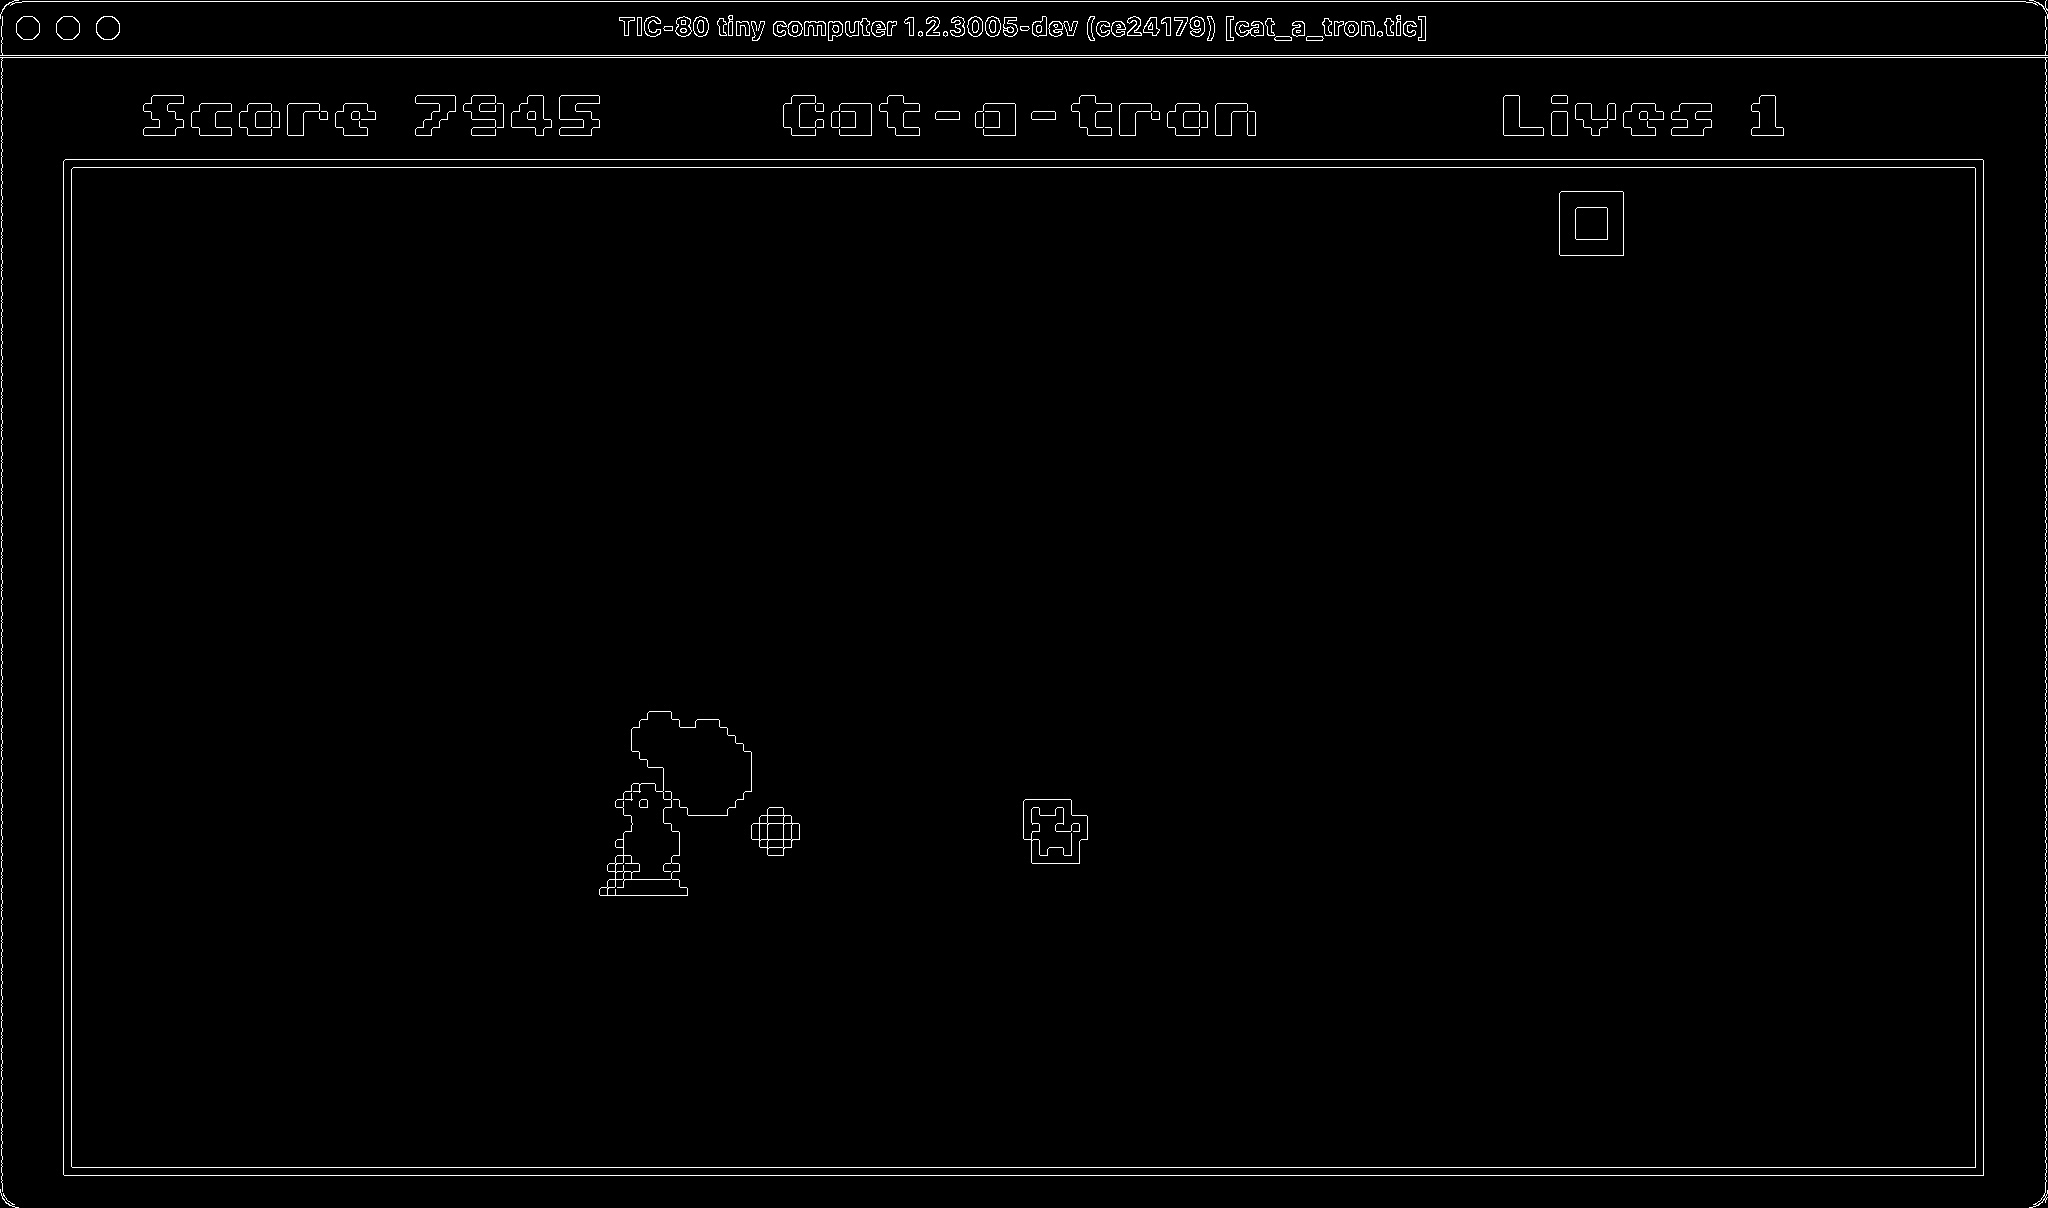 TIC-80 tiny computer 1.2.3005-dev (ce24179) [cat_a_tron.tic]
Score 7945 Cat-a-tron Lives 1